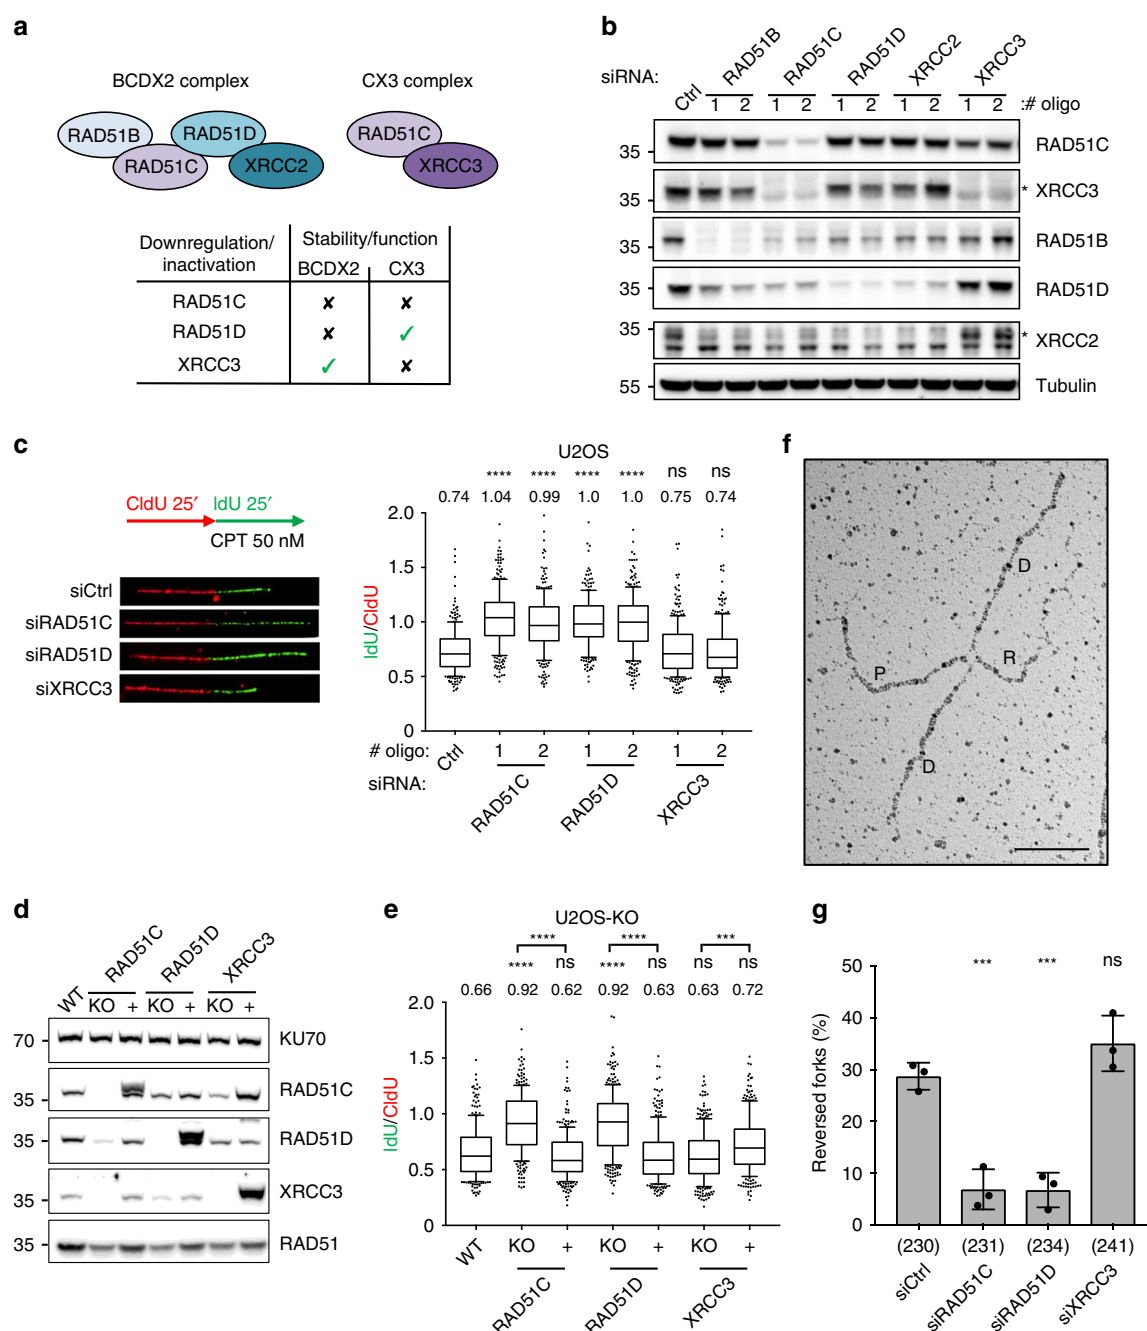 a
BCDX2 complex
CX3 complex
RAD51B
RAD51D
RAD51C
XRCC2
RAD51C
XRCC3
Downregulation/
inactivation
Stability/function
BCDX2
CX3
RAD51C
✘
✘
RAD51D
✘
✓
XRCC3
✓
✘
b
siRNA:
Ctrl
RAD51B
RAD51C
RAD51D
XRCC2
XRCC3
1 2 1 2 1 2 1 2 1 2 :# oligo
35
RAD51C
35
* XRCC3
35
RAD51B
35
RAD51D
35
* XRCC2
55
Tubulin
c
CldU 25′ IdU 25′
CPT 50 nM
siCtrl
siRAD51C
siRAD51D
siXRCC3
U2OS
**** **** **** **** ns ns
0.74 1.04 0.99 1.0 1.0 0.75 0.74
IdU/CldU
2.0
1.5
1.0
0.5
0
# oligo: 1 2 1 2 1 2
siRNA:
Ctrl
RAD51C
RAD51D
XRCC3
f
D
P
R
D
d
WT
RAD51C
RAD51D
XRCC3
KO + KO + KO +
70
KU70
35
RAD51C
35
RAD51D
35
XRCC3
35
RAD51
e
U2OS-KO
**** **** ***
**** ns **** ns ns ns
0.66 0.92 0.62 0.92 0.63 0.63 0.72
IdU/CldU
2.0
1.5
1.0
0.5
0
WT KO + KO + KO +
RAD51C
RAD51D
XRCC3
g
*** *** ns
Reversed forks (%)
50
40
30
20
10
0
(230) (231) (234) (241)
siCtrl
siRAD51C
siRAD51D
siXRCC3